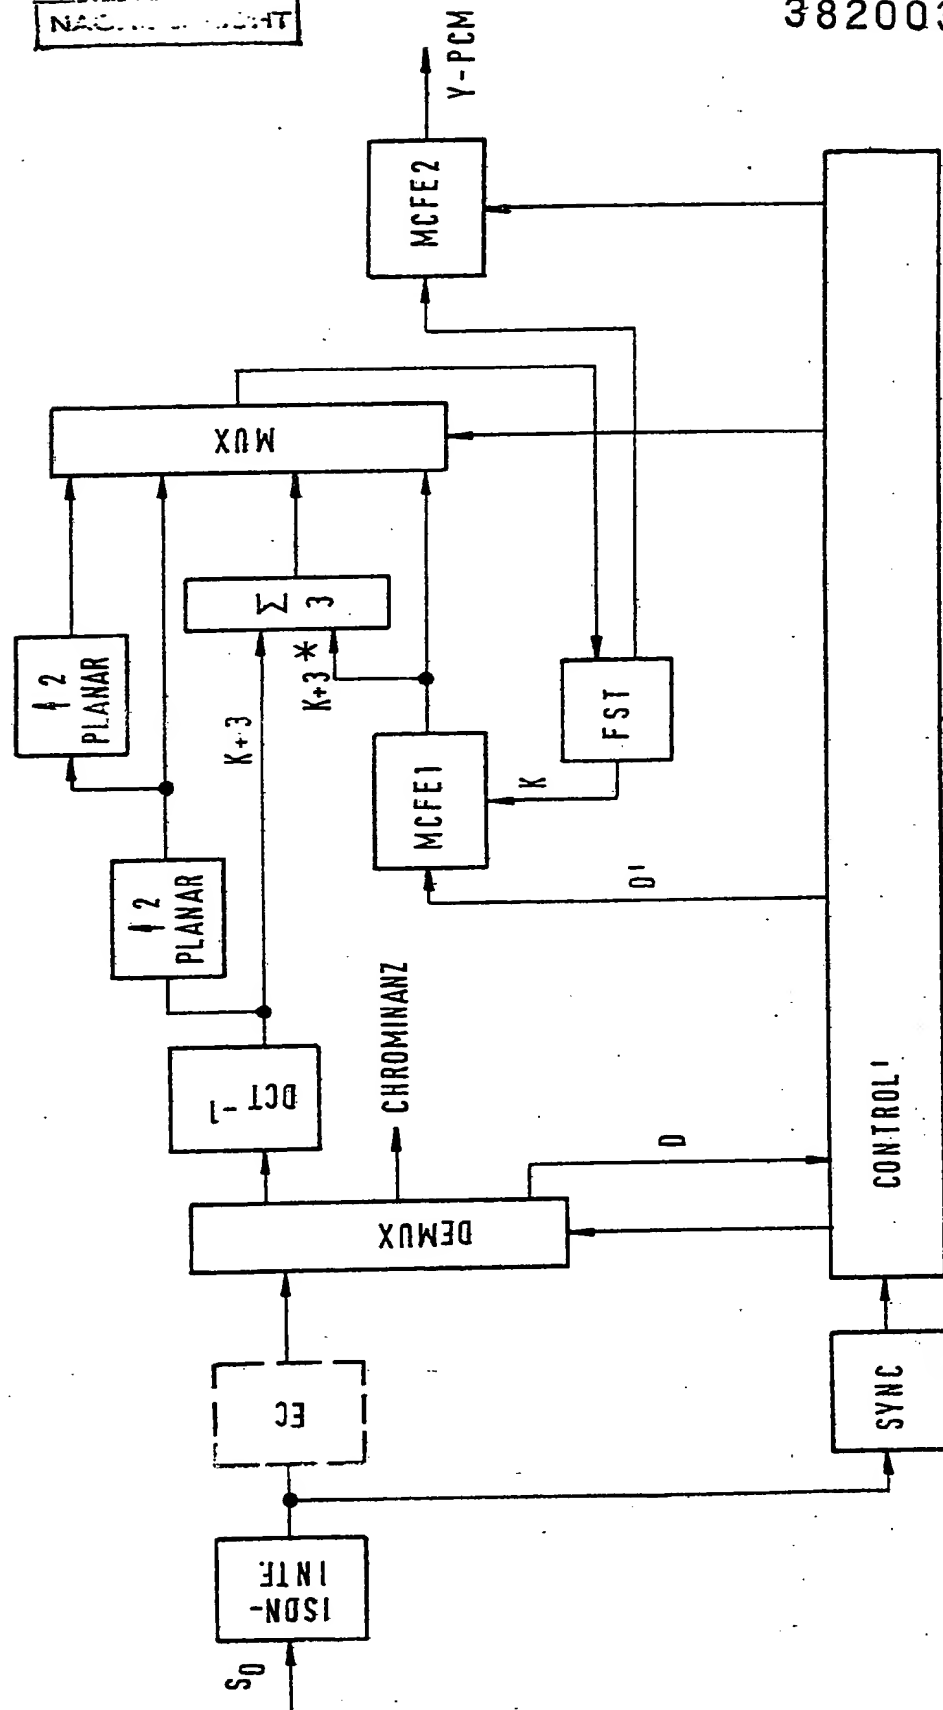 382003
Y-PCM
MCFE2
MUX
↑2
PLANAR
Σ
3
K+3
K+3*
↑2
PLANAR
MCFE1
FST
K
D'
CHROMINANZ
DCT-1
DEMUX
D
CONTROL'
EC
SYNC
ISDN-
INTE
S0